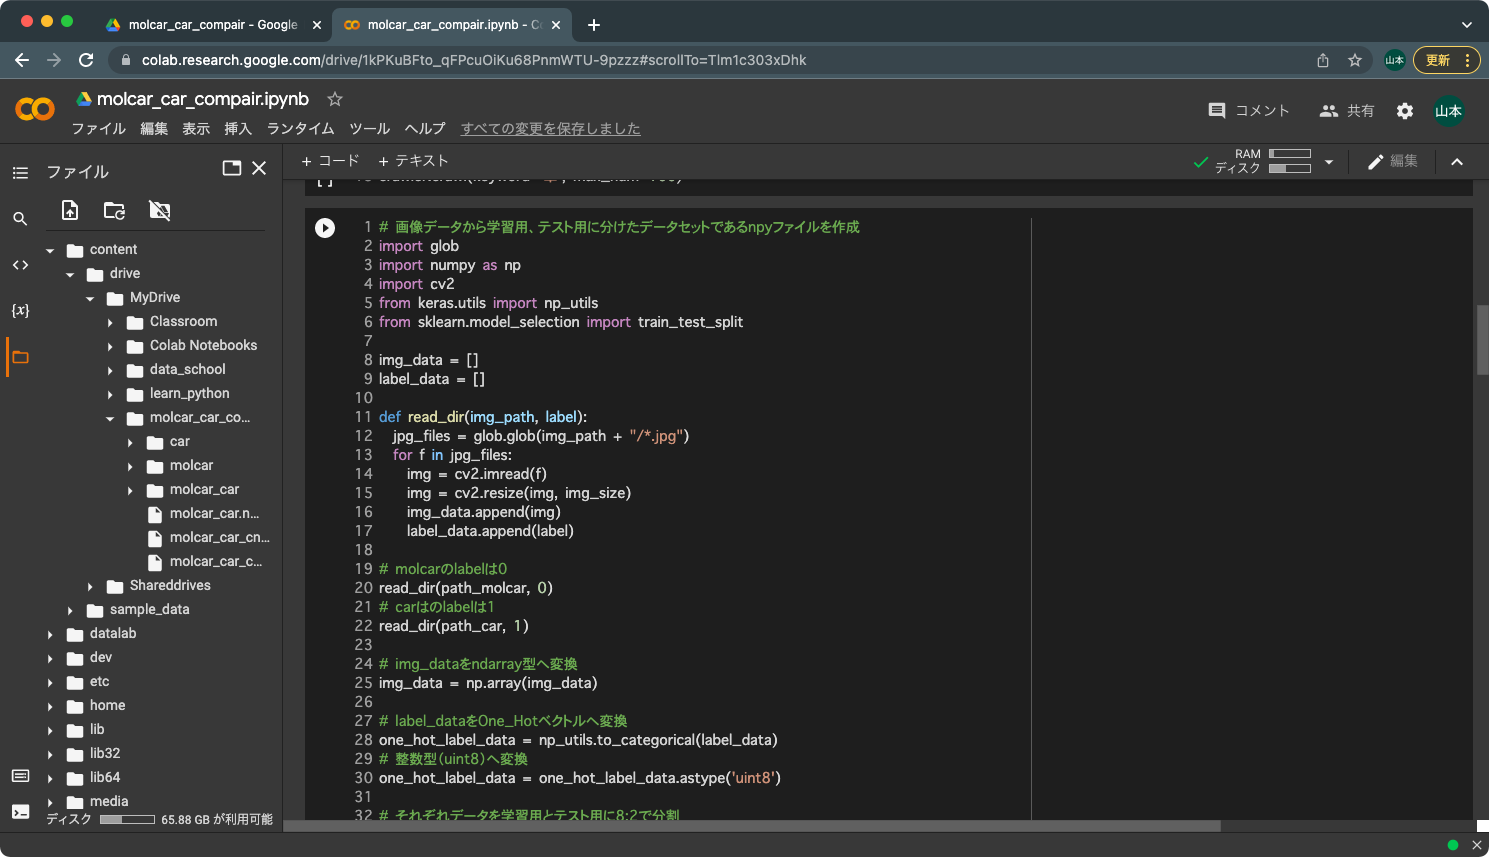 molcar_car_compair - Google
molcar_car_compair.ipynb - Co
colab.research.google.com/drive/1kPKuBFto_qFPcuOiKu68PnmWTU-9pzzz#scrollTo=Tlm1c303xDhk
山本
更新
molcar_car_compair.ipynb
ファイル 編集 表示 挿入 ランタイム ツール ヘルプ すべての変更を保存しました
コメント
共有
山本
ファイル
+ コード + テキスト
RAM
ディスク
編集
content
drive
MyDrive
Classroom
Colab Notebooks
data_school
learn_python
molcar_car_co...
car
molcar
molcar_car
molcar_car.n...
molcar_car_cn...
molcar_car_c...
Shareddrives
sample_data
datalab
dev
etc
home
lib
lib32
lib64
media
ディスク 65.88 GB が利用可能
1 # 画像データから学習用、テスト用に分けたデータセットであるnpyファイルを作成
2 import glob
3 import numpy as np
4 import cv2
5 from keras.utils import np_utils
6 from sklearn.model_selection import train_test_split
7
8 img_data = []
9 label_data = []
10
11 def read_dir(img_path, label):
12 jpg_files = glob.glob(img_path + "/*.jpg")
13 for f in jpg_files:
14 img = cv2.imread(f)
15 img = cv2.resize(img, img_size)
16 img_data.append(img)
17 label_data.append(label)
18
19 # molcarのlabelは0
20 read_dir(path_molcar, 0)
21 # carはのlabelは1
22 read_dir(path_car, 1)
23
24 # img_dataをndarray型へ変換
25 img_data = np.array(img_data)
26
27 # label_dataをOne_Hotベクトルへ変換
28 one_hot_label_data = np_utils.to_categorical(label_data)
29 # 整数型(uint8)へ変換
30 one_hot_label_data = one_hot_label_data.astype('uint8')
31
32 # それぞれデータを学習用とテスト用に8:2で分割